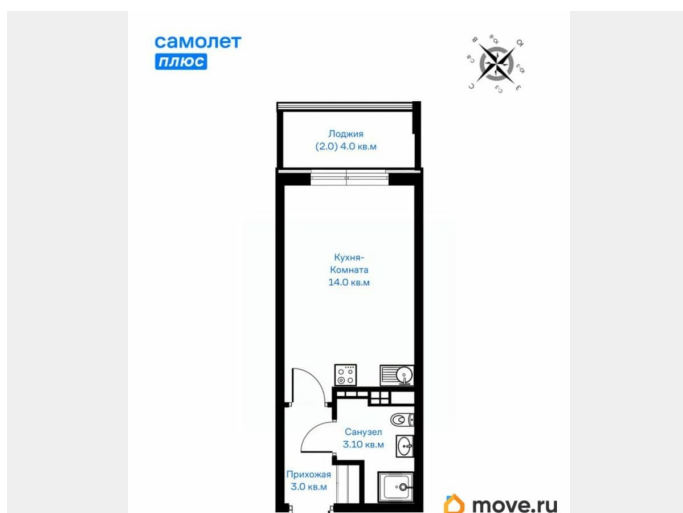 самолет
плюс
Ю
Ю-З
З
С-З
С
С-В
В
Ю-В
Лоджия
(2.0) 4.0 кв.м
Кухня-
Комната
14.0 кв.м
Санузел
3.10 кв.м
Прихожая
3.0 кв.м
move.ru